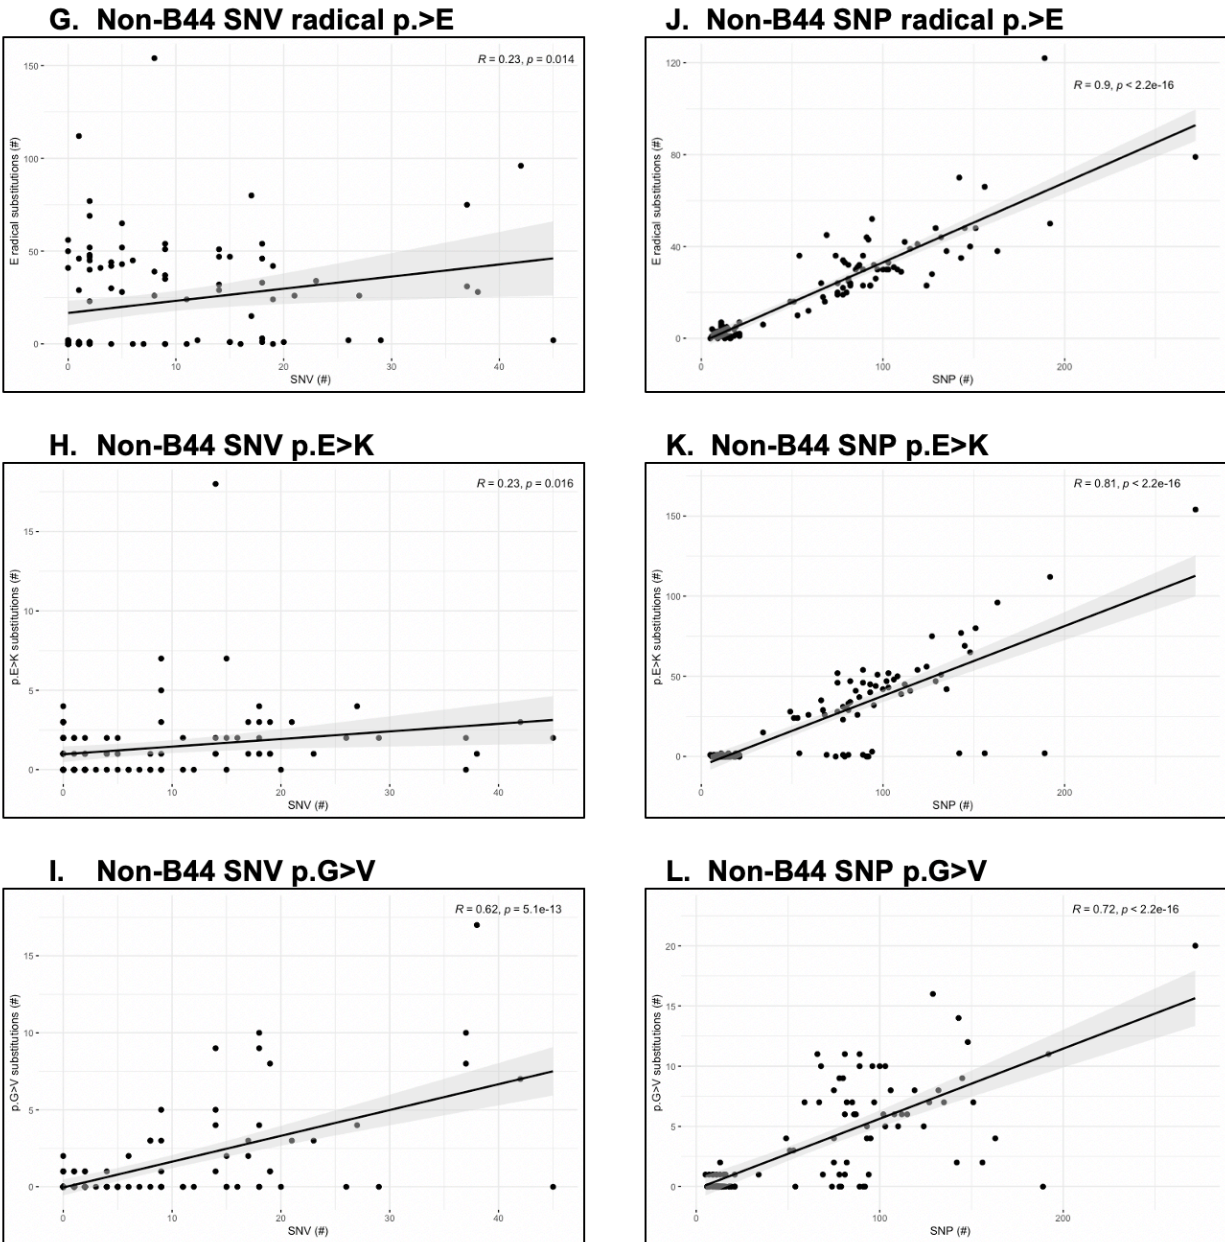 G. Non-B44 SNV radical p.>E
R = 0.23, p = 0.014
E radical substitutions (#)
150
100
50
0
0 10 20 30 40
SNV (#)
J. Non-B44 SNP radical p.>E
R = 0.9, p < 2.2e-16
E radical substitutions (#)
120
80
40
0
0 100 200
SNP (#)
H. Non-B44 SNV p.E>K
R = 0.23, p = 0.016
p.E>K substitutions (#)
15
10
5
0
0 10 20 30 40
SNV (#)
K. Non-B44 SNP p.E>K
R = 0.81, p < 2.2e-16
p.E>K substitutions (#)
150
100
50
0
0 100 200
SNP (#)
I. Non-B44 SNV p.G>V
R = 0.62, p = 5.1e-13
p.G>V substitutions (#)
15
10
5
0
0 10 20 30 40
SNV (#)
L. Non-B44 SNP p.G>V
R = 0.72, p < 2.2e-16
p.G>V substitutions (#)
20
15
10
5
0
0 100 200
SNP (#)